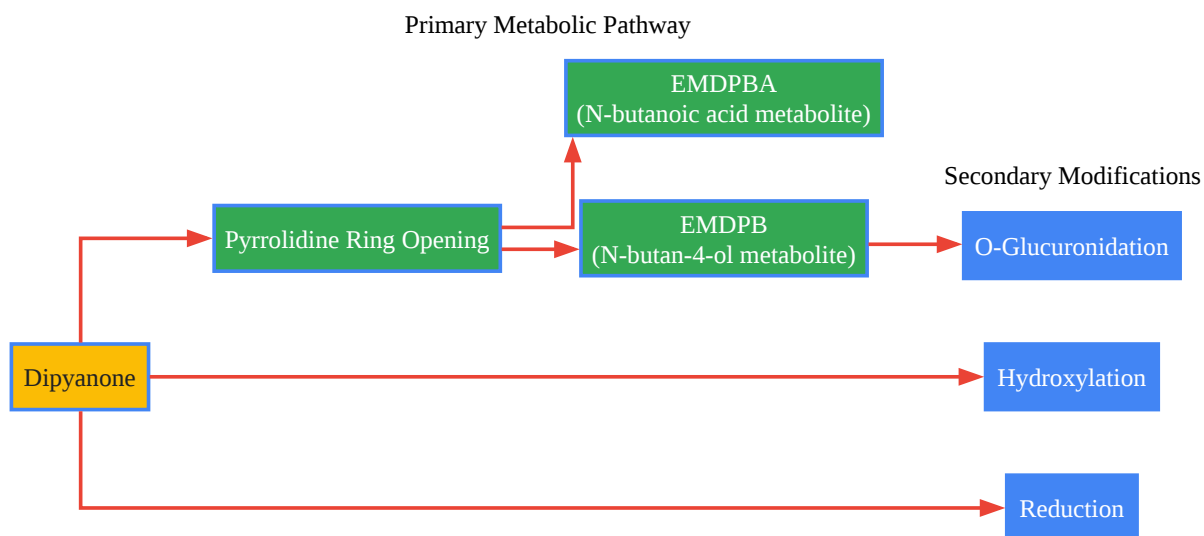 Primary Metabolic Pathway
EMDPBA
(N-butanoic acid metabolite)
Secondary Modifications
Pyrrolidine Ring Opening
EMDPB
(N-butan-4-ol metabolite)
O-Glucuronidation
Dipyanone
Hydroxylation
Reduction